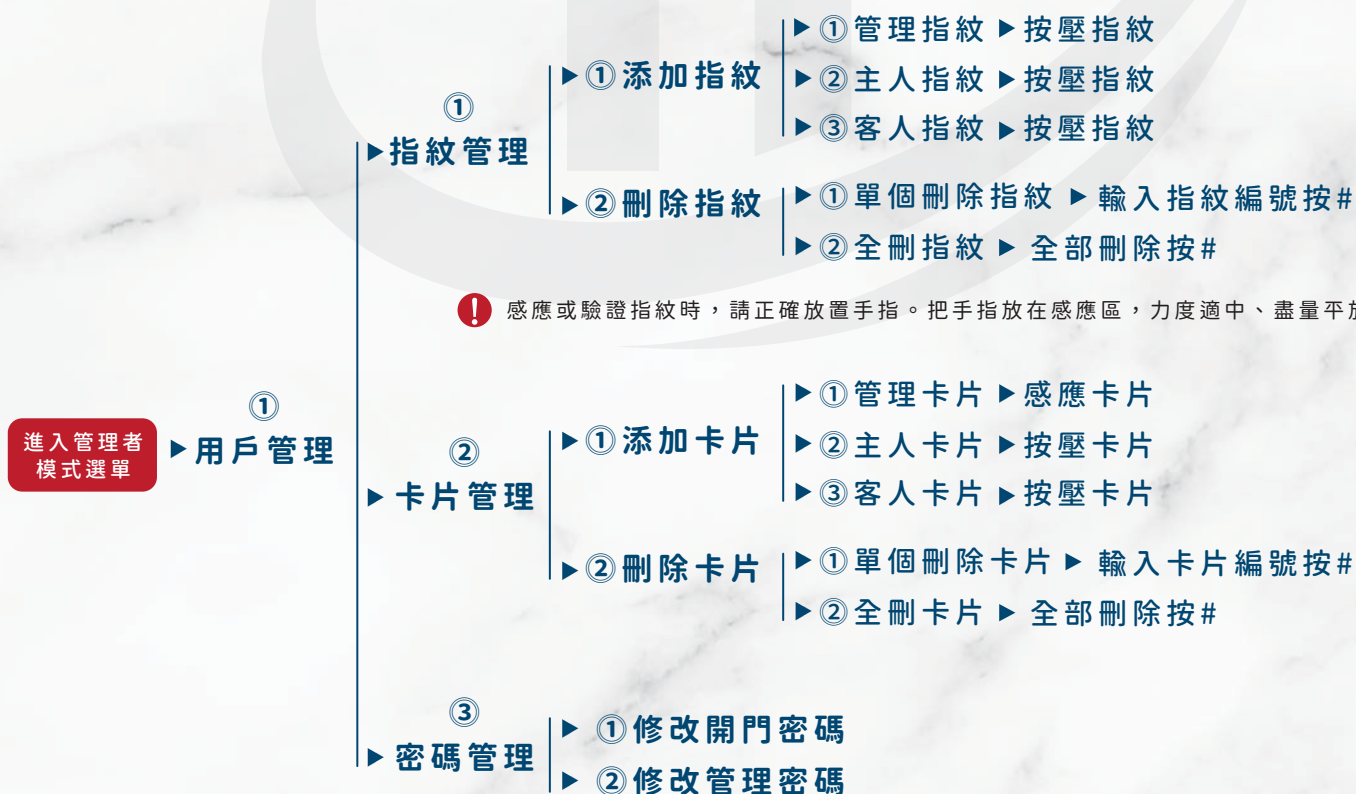 進入管理者
模式選單
▶ ① 用戶管理
▶ ① 指紋管理
▶ ① 添加指紋
▶ ① 管理指紋 ▶ 按壓指紋
▶ ② 主人指紋 ▶ 按壓指紋
▶ ③ 客人指紋 ▶ 按壓指紋
▶ ② 刪除指紋
▶ ① 單個刪除指紋 ▶ 輸入指紋編號按#
▶ ② 全刪指紋 ▶ 全部刪除按#
! 感應或驗證指紋時，請正確放置手指。把手指放在感應區，力度適中、盡量平放
▶ ② 卡片管理
▶ ① 添加卡片
▶ ① 管理卡片 ▶ 感應卡片
▶ ② 主人卡片 ▶ 按壓卡片
▶ ③ 客人卡片 ▶ 按壓卡片
▶ ② 刪除卡片
▶ ① 單個刪除卡片 ▶ 輸入卡片編號按#
▶ ② 全刪卡片 ▶ 全部刪除按#
▶ ③ 密碼管理
▶ ① 修改開門密碼
▶ ② 修改管理密碼